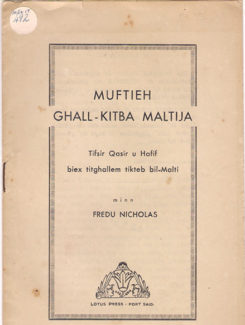 492
MUFTIEH
GHALL-KITBA MALTIJA
Tifsir Qasir u Hafif
biex titghallem tikteb bil-Malti
minn
FREDU NICHOLAS
LOTUS PRESS - PORT SAID